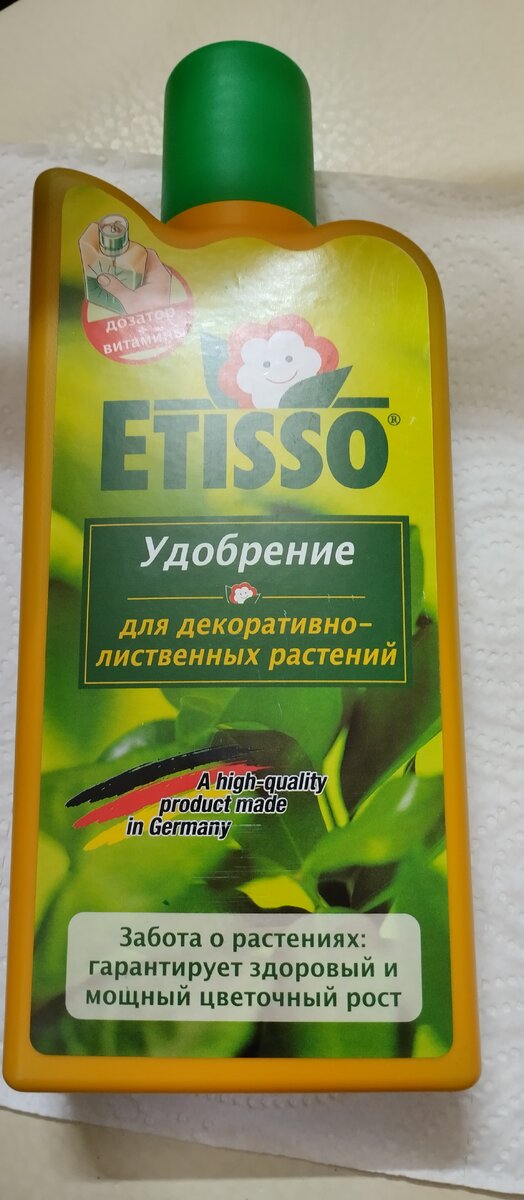 дозатор
+
витамины
ETISSO®
Удобрение
для декоративно-
лиственных растений
A high-quality
product made
in Germany
Забота о растениях:
гарантирует здоровый и
мощный цветочный рост